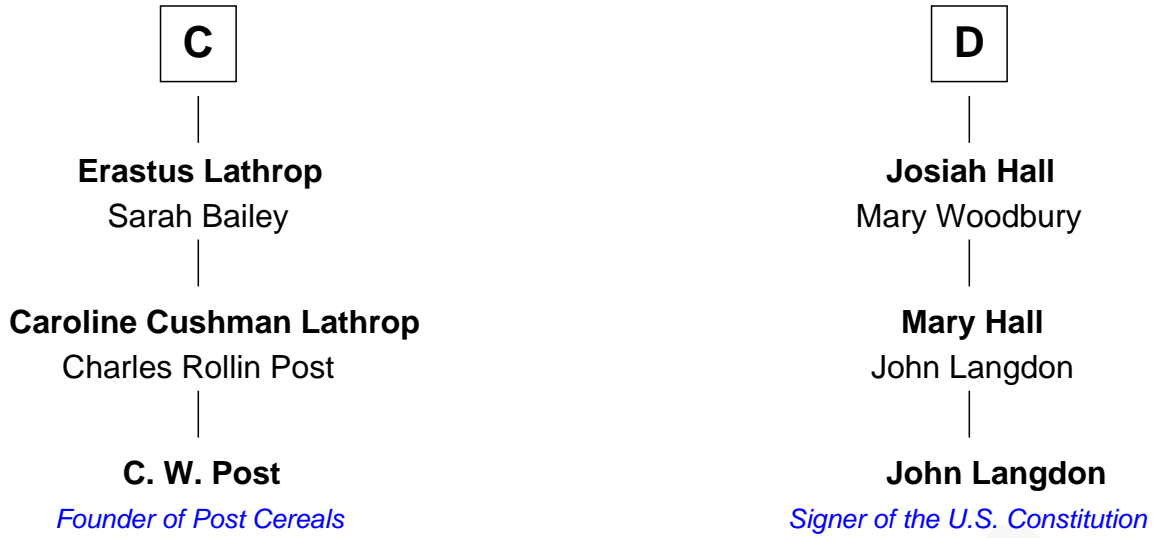 C
Erastus Lathrop
Sarah Bailey
Caroline Cushman Lathrop
Charles Rollin Post
C. W. Post
Founder of Post Cereals
D
Josiah Hall
Mary Woodbury
Mary Hall
John Langdon
John Langdon
Signer of the U.S. Constitution